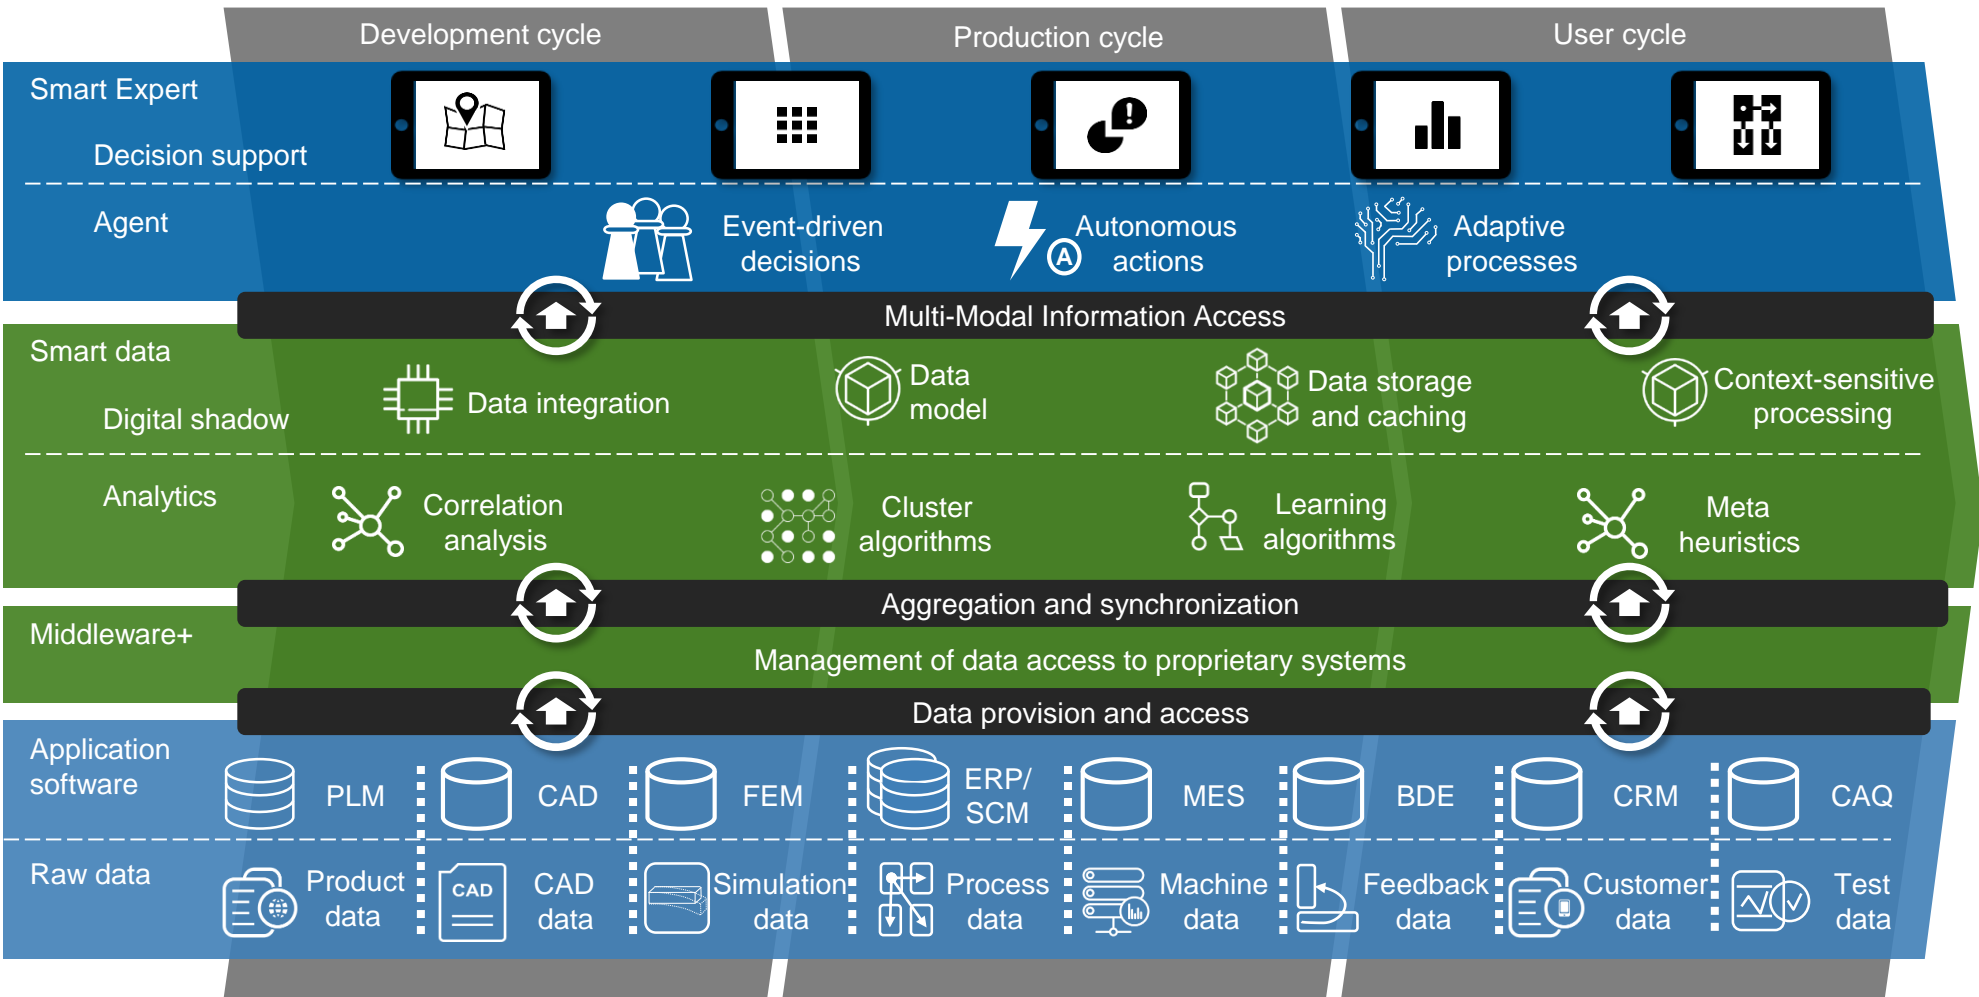 Development cycle
Production cycle
User cycle
Smart Expert
Decision support
Agent
Event-driven
decisions
A
Autonomous
actions
Adaptive
processes
Multi-Modal Information Access
Smart data
Digital shadow
Data integration
Data
model
Data storage
and caching
Context-sensitive
processing
Analytics
Correlation
analysis
Cluster
algorithms
Learning
algorithms
Meta
heuristics
Aggregation and synchronization
Middleware+
Management of data access to proprietary systems
Data provision and access
Application
software
PLM
CAD
FEM
ERP/
SCM
MES
BDE
CRM
CAQ
Raw data
Product
data
CAD
CAD
data
Simulation
data
Process
data
Machine
data
Feedback
data
Customer
data
Test
data